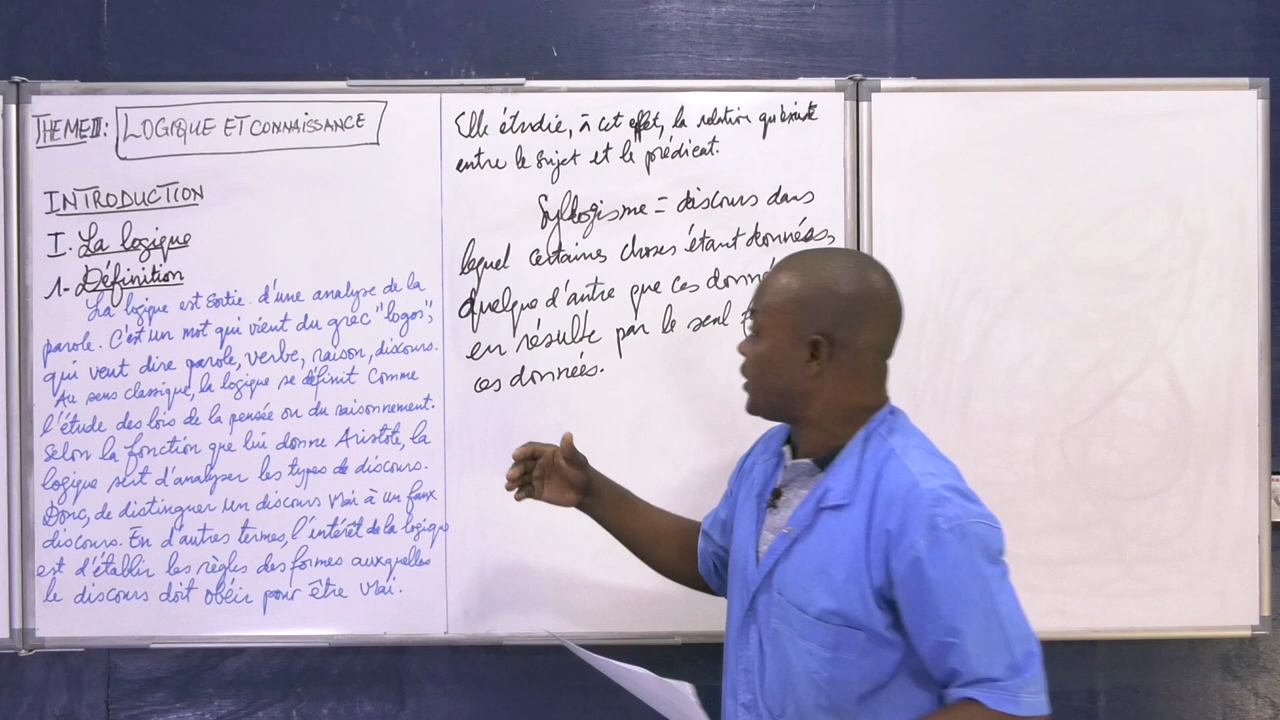 THEME II: LOGIQUE ET CONNAISSANCE
INTRODUCTION
I. La logique
1- Définition
La logique est sortie d'une analyse de la
parole. C'est un mot qui vient du grec "logos",
qui veut dire parole, verbe, raison, discours.
Au sens classique, la logique se définit comme
l'étude des lois de la pensée ou du raisonnement.
Selon la fonction que lui donne Aristote, la
logique sert d'analyser les types de discours.
Donc, de distinguer un discours vrai à un faux
discours. En d'autres termes, l'intérêt de la logique
est d'établir les règles des formes auxquelles
le discours doit obéir pour être vrai.
Elle étudie, à cet effet, la relation qui existe
entre le sujet et le prédicat.
Syllogisme = discours dans
lequel certaines choses étant données,
quelque d'autre que ces donné
en résulte par le seul
ces données.